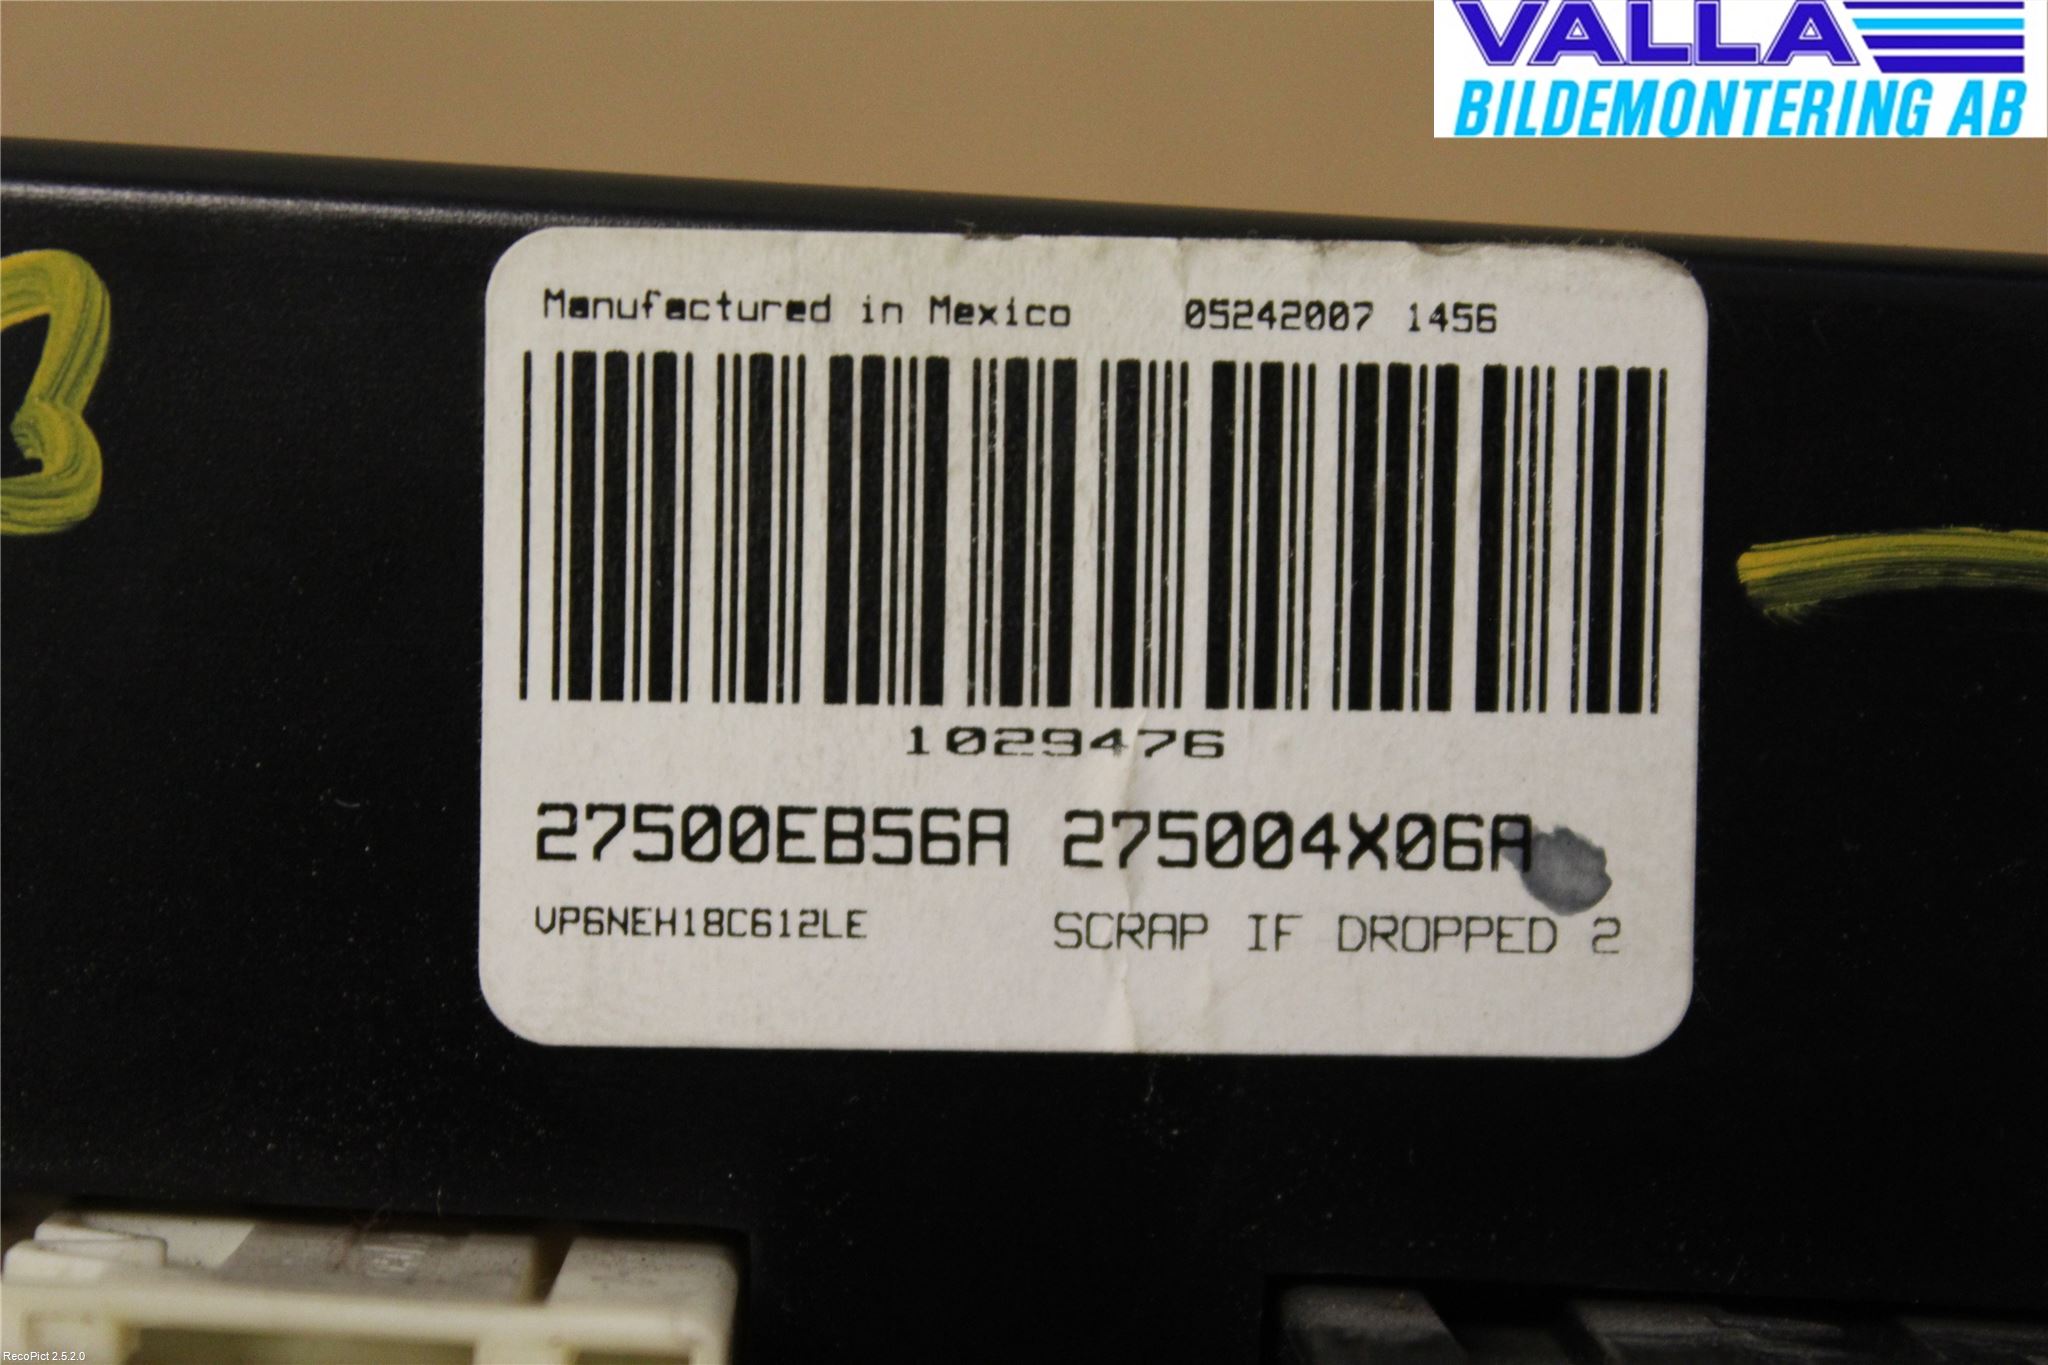 VALLA
BILDEMONTERING AB
Manufactured in Mexico 05242007 1456
1029476
27500EB56A 275004X06A
VP6NEH18C612LE SCRAP IF DROPPED 2
RecoPict 2.5.2.0